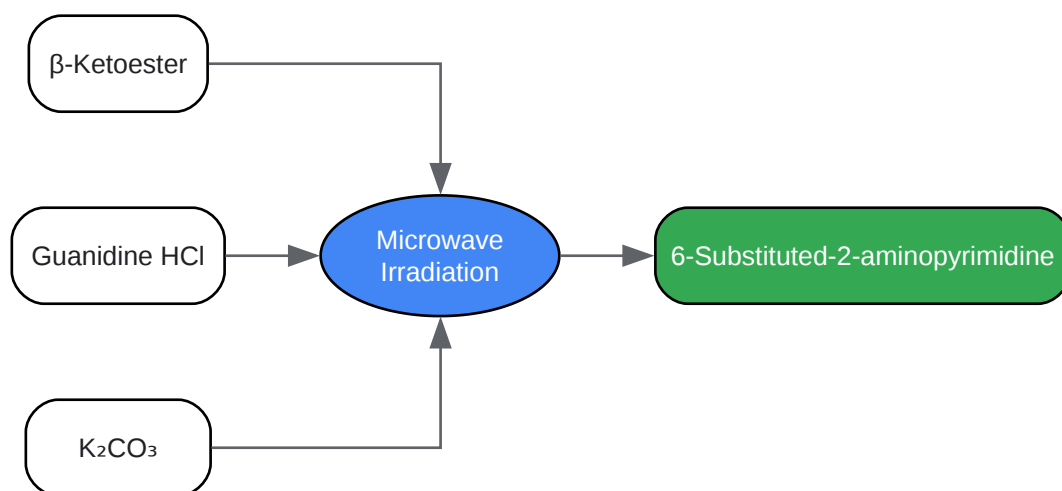 β-Ketoester
Guanidine HCl
Microwave
Irradiation
6-Substituted-2-aminopyrimidine
K₂CO₃